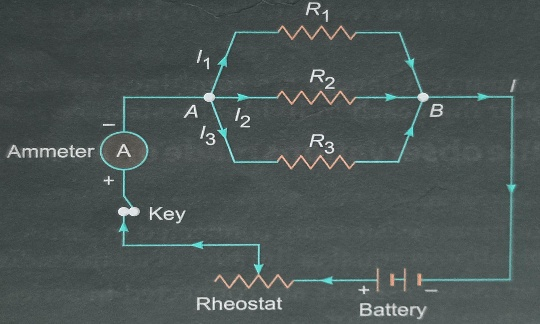 R1
I1
R2
A
I2
B
I
I3
R3
−
Ammeter A
+
Key
Rheostat
+ −
Battery